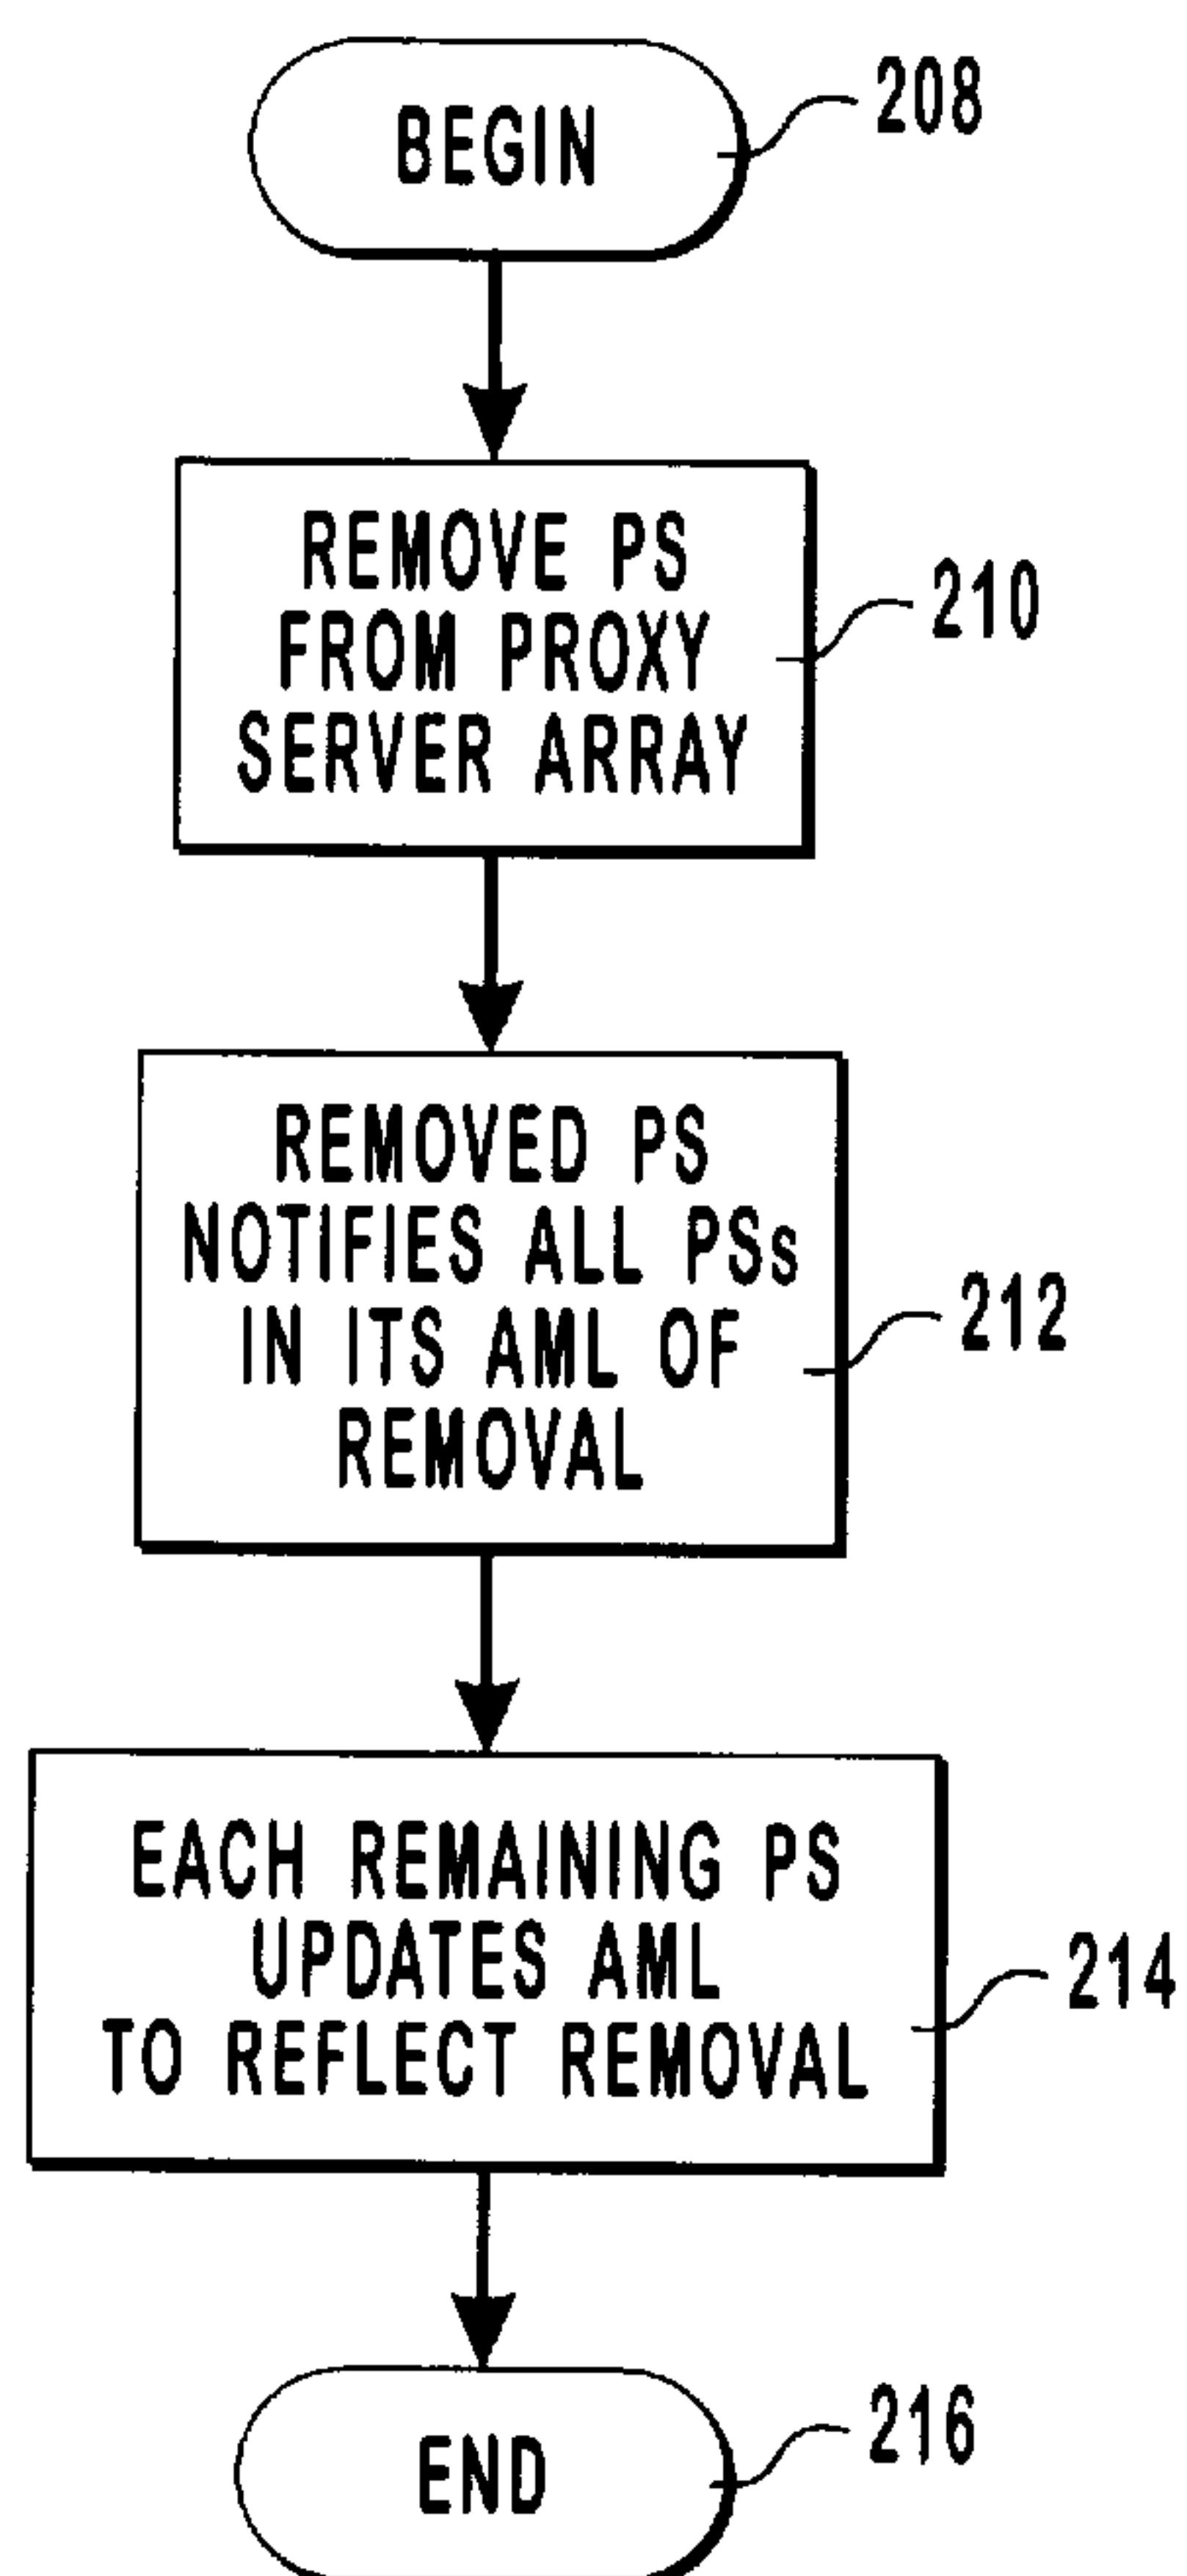 BEGIN
208
REMOVE PS
FROM PROXY
SERVER ARRAY
210
REMOVED PS
NOTIFIES ALL PSs
IN ITS AML OF
REMOVAL
212
EACH REMAINING PS
UPDATES AML
TO REFLECT REMOVAL
214
END
216